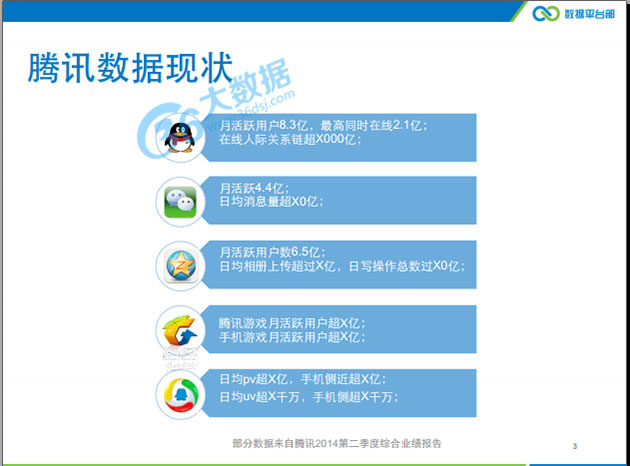 数据平台部
腾讯数据现状
36大数据
月活跃用户8.3亿，最高同时在线2.1亿；
在线人际关系链超X000亿；
月活跃4.4亿；
日均消息量超X0亿；
月活跃用户数6.5亿；
日均相册上传超过X亿，日写操作总数过X0亿；
腾讯游戏月活跃用户超X亿；
手机游戏月活跃用户超X亿；
日均pv超X亿，手机侧近超X亿；
日均uv超X千万，手机侧超X千万；
部分数据来自腾讯2014第二季度综合业绩报告
3